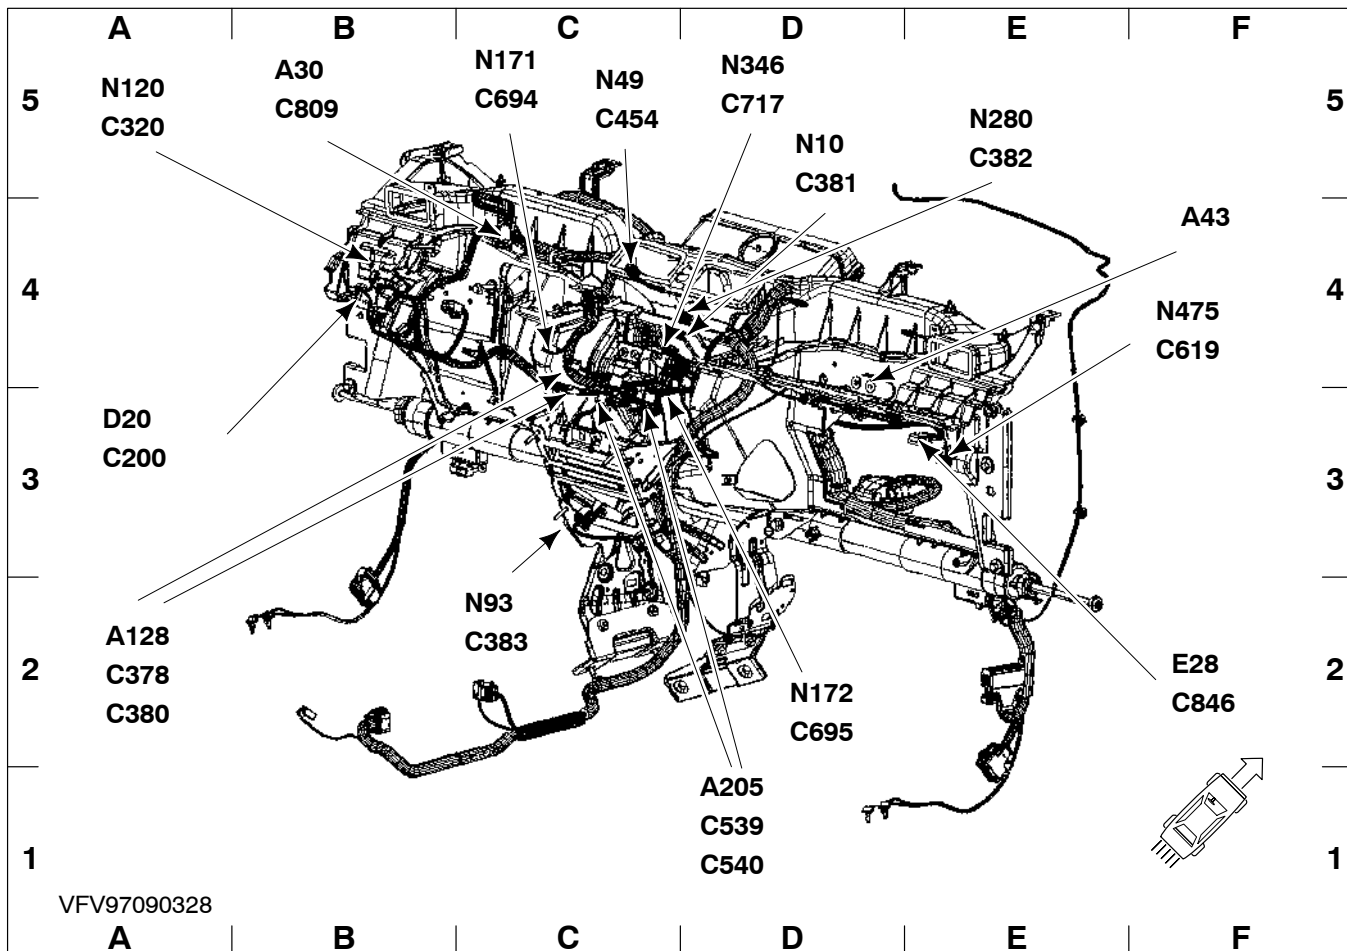 A B C D E F
5 5
N120
C320
A30
C809
N171
C694
N49
C454
N346
C717
N10
C381
N280
C382
A43
4 4
N475
C619
D20
C200
3 3
N93
C383
A128
C378
C380
2 2
N172
C695
E28
C846
A205
C539
C540
1 1
VFV97090328
A B C D E F